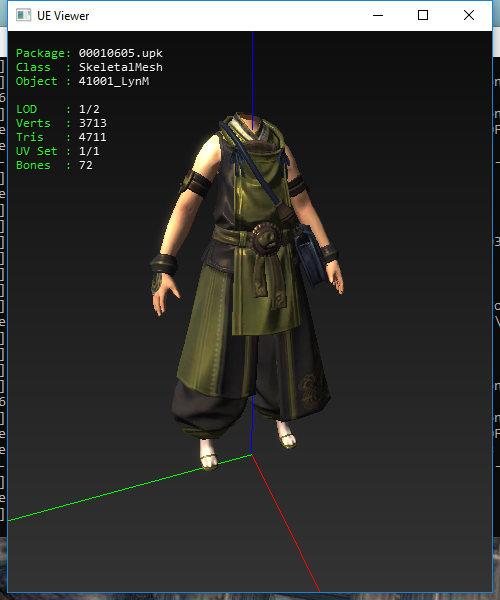 UE Viewer
Package: 00010605.upk
Class : SkeletalMesh
Object : 41001_LynM
LOD : 1/2
Verts : 3713
Tris : 4711
UV Set : 1/1
Bones : 72